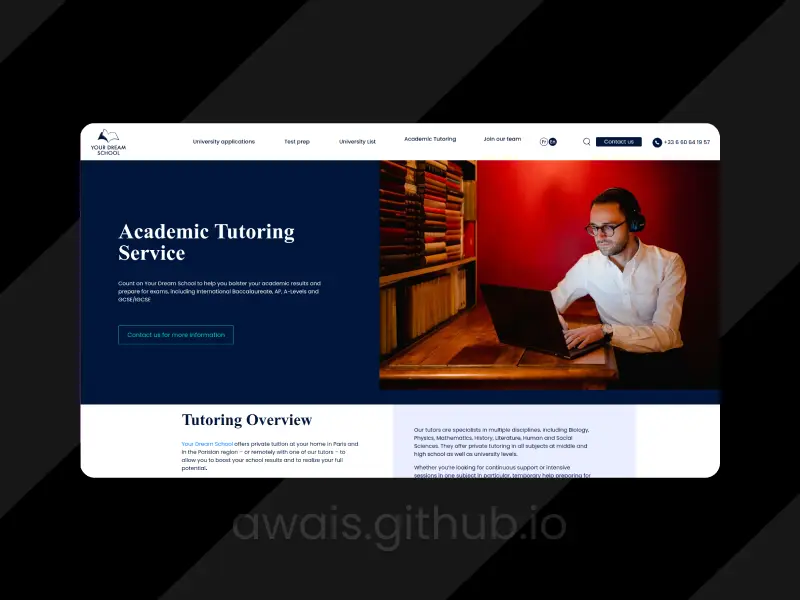 YOUR DREAM
SCHOOL
University applications
Test prep
University List
Academic Tutoring
Join our team
Fr
En
Contact us
+33 6 60 64 19 57
Academic Tutoring
Service
Count on Your Dream School to help you bolster your academic results and
prepare for exams, including International Baccalaureate, AP, A-Levels and
GCSE/IGCSE
Contact us for more information
Tutoring Overview
Your Dream School offers private tuition at your home in Paris and
in the Parisian region – or remotely with one of our tutors – to
allow you to boost your school results and to realize your full
potential.
Our tutors are specialists in multiple disciplines, including Biology,
Physics, Mathematics, History, Literature, Human and Social
Sciences. They offer private tutoring in all subjects at middle and
high school as well as university levels.
Whether you're looking for continuous support or intensive
sessions in one subject in particular, temporary help preparing for
awais.github.io